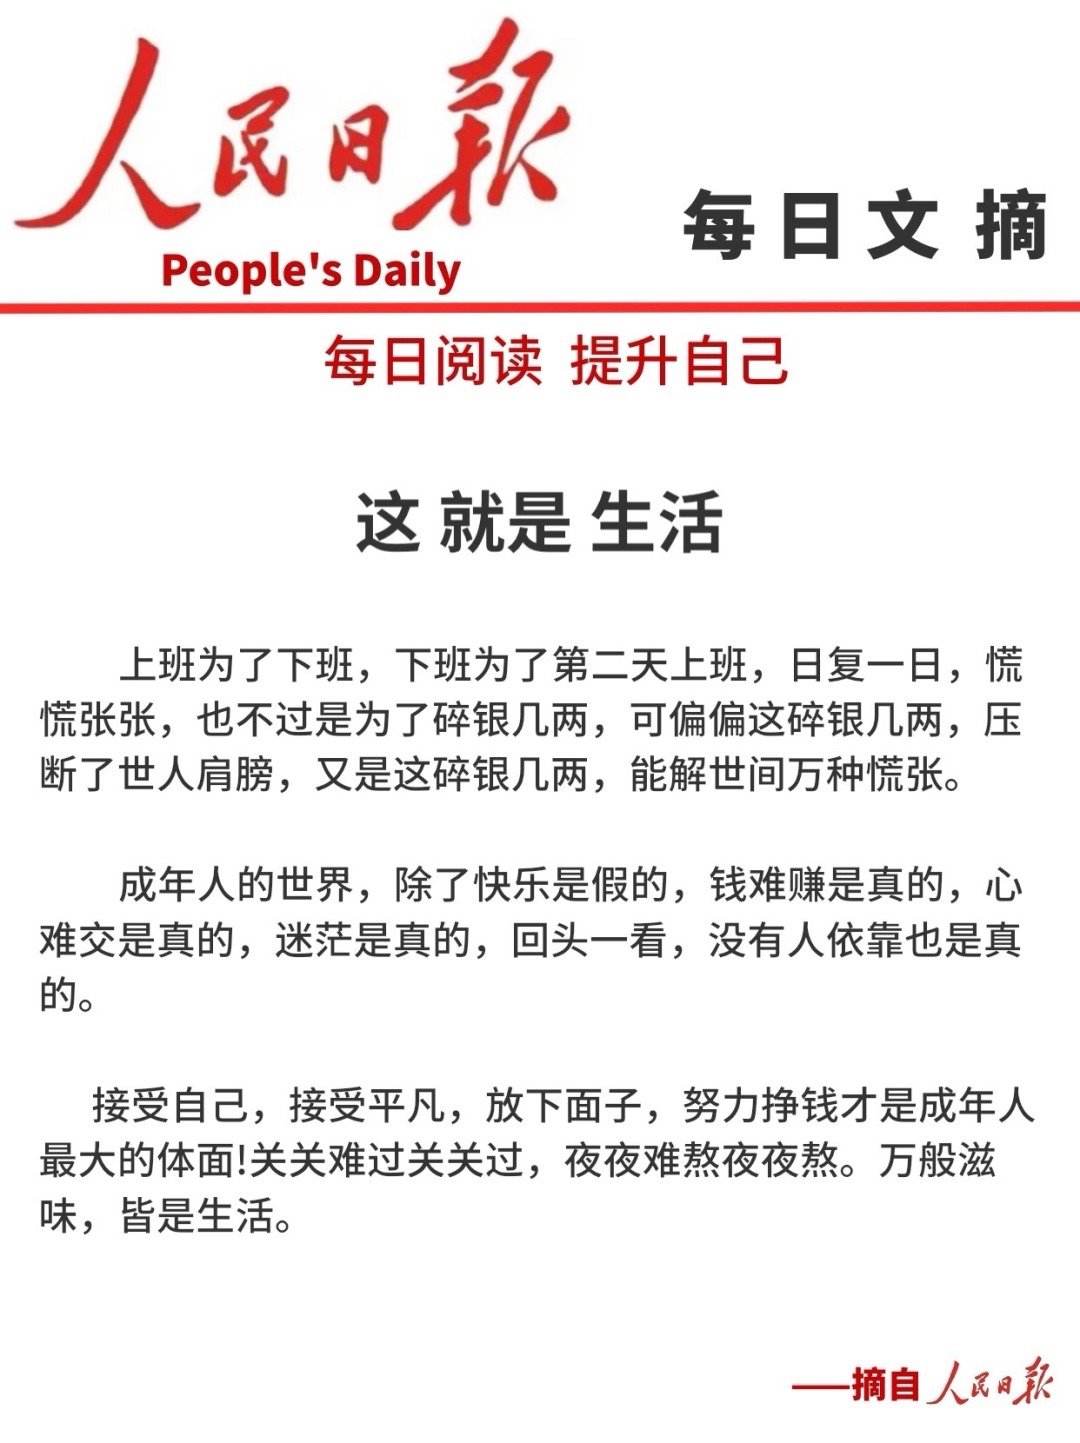 人民日报
People's Daily
每日文摘
每日阅读 提升自己
这就是生活
上班为了下班，下班为了第二天上班，日复一日，慌
慌张张，也不过是为了碎银几两，可偏偏这碎银几两，压
断了世人肩膀，又是这碎银几两，能解世间万种慌张。
成年人的世界，除了快乐是假的，钱难赚是真的，心
难交是真的，迷茫是真的，回头一看，没有人依靠也是真
的。
接受自己，接受平凡，放下面子，努力挣钱才是成年人
最大的体面!关关难过关关过，夜夜难熬夜夜熬。万般滋
味，皆是生活。
——摘自人民日报